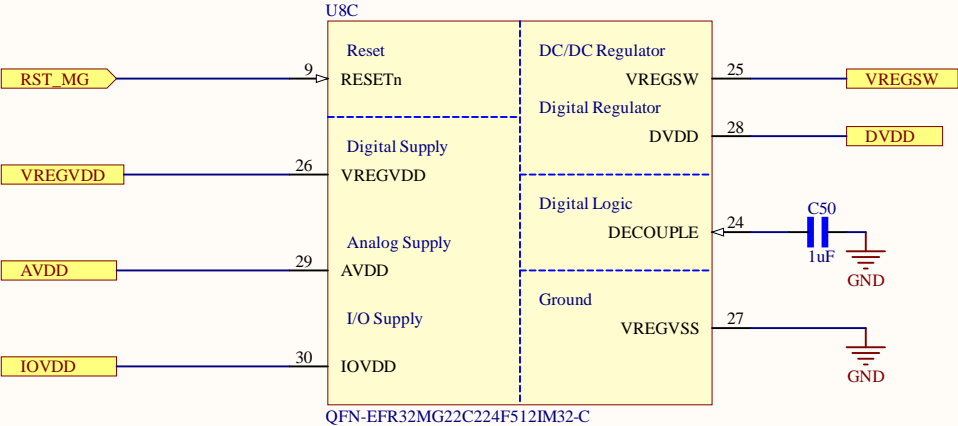 U8C
Reset
DC/DC Regulator
RST_MG
9
RESETn
VREGSW
25
VREGSW
Digital Regulator
DVDD
28
DVDD
Digital Supply
VREGVDD
26
VREGVDD
Digital Logic
DECOUPLE
24
C50
1uF
GND
Analog Supply
AVDD
29
AVDD
Ground
I/O Supply
VREGVSS
27
GND
IOVDD
30
IOVDD
QFN-EFR32MG22C224F512IM32-C